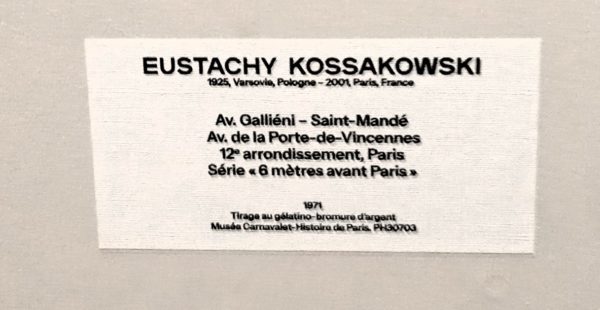 EUSTACHY KOSSAKOWSKI
1925, Varsovie, Pologne – 2001, Paris, France
Av. Galliéni – Saint-Mandé
Av. de la Porte-de-Vincennes
12e arrondissement, Paris
Série « 6 mètres avant Paris »
1971
Tirage au gélatino-bromure d'argent
Musée Carnavalet-Histoire de Paris, PH30703